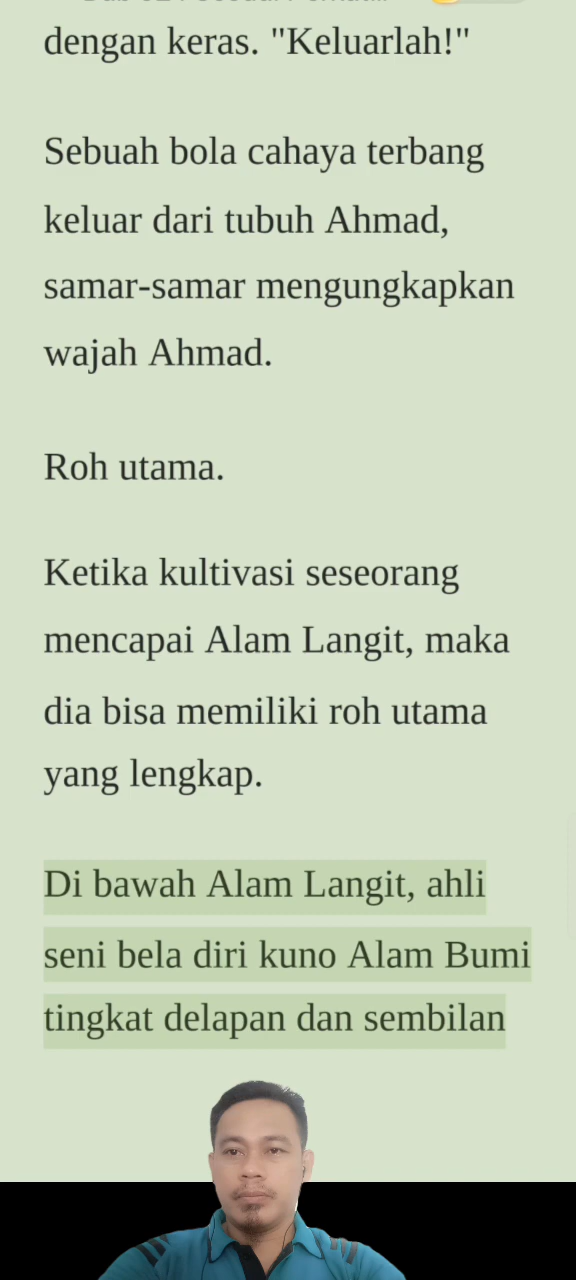 dengan keras. "Keluarlah!"
Sebuah bola cahaya terbang
keluar dari tubuh Ahmad,
samar-samar mengungkapkan
wajah Ahmad.
Roh utama.
Ketika kultivasi seseorang
mencapai Alam Langit, maka
dia bisa memiliki roh utama
yang lengkap.
Di bawah Alam Langit, ahli
seni bela diri kuno Alam Bumi
tingkat delapan dan sembilan